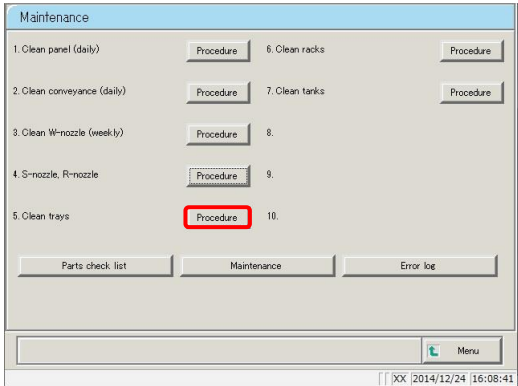 Maintenance
1. Clean panel (daily) Procedure 6. Clean racks Procedure
2. Clean conveyance (daily) Procedure 7. Clean tanks Procedure
3. Clean W-nozzle (weekly) Procedure 8.
4. S-nozzle, R-nozzle Procedure 9.
5. Clean trays Procedure 10.
Parts check list Maintenance Error log
Menu
XX 2014/12/24 16:08:41